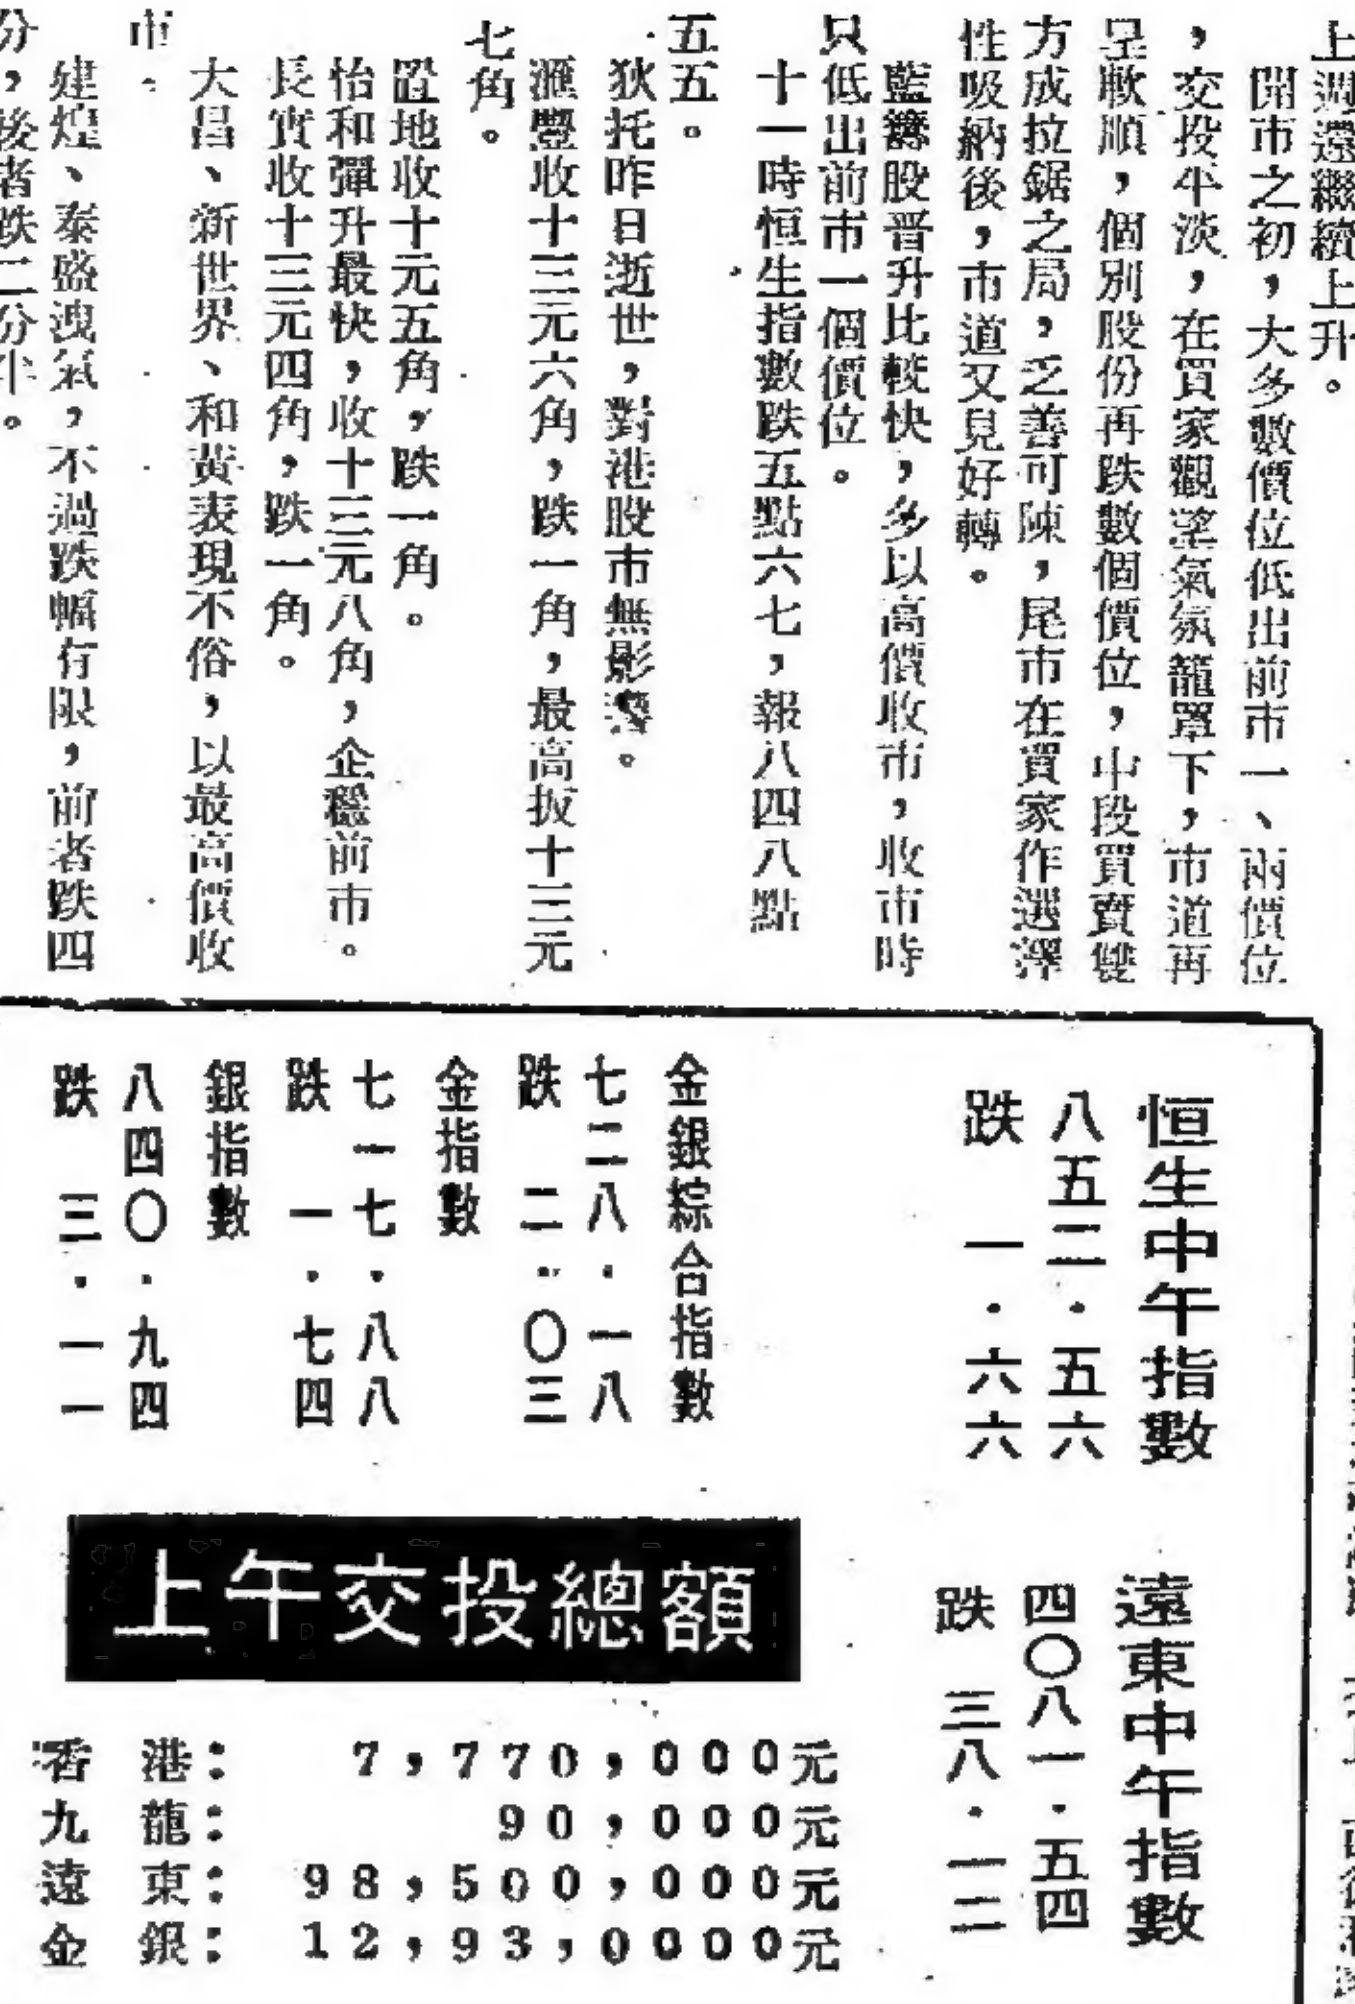 上週還繼續上升。
開市之初，大多數價位低出前市一、兩價位
，交投平淡，在買家觀望氣氛籠罩下，市道再
呈軟順，個別股份再跌數個價位，中段買賣雙
方成拉鋸之局，乏善可陳，尾市在買家作選擇
性吸納後，市道又見好轉。
藍籌股晋升比較快，多以高價收市，收市時
只低出前市一個價位。
十一時恒生指數跌五點六七，報八四八點
五五。
狄托昨日逝世，對港股市無影響。
滙豐收十三元六角，跌一角，最高扳十三元
七角。
置地收十元五角，跌一角。
怡和彈升最快，收十三元八角，企穩前市。
長實收十三元四角，跌一角。
大昌、新世界、和黃表現不俗，以最高價收
市。
建煌、泰盛洩氣，不過跌幅有限，前者跌四
分，後者跌二分半。
恒生中午指數
八五二·五六
跌　一·六六
遠東中午指數
四〇八一·五四
跌　三八·一二
金銀綜合指數
七二八·一八
跌　二·〇三
金指數
七一七·八八
跌　一·七四
銀指數
八四〇·九四
跌　三·一一
上午交投總額
香　港：　7，770，000元
九　龍：　90，000元
遠　東：　98，500，000元
金　銀：　12，93，0000元